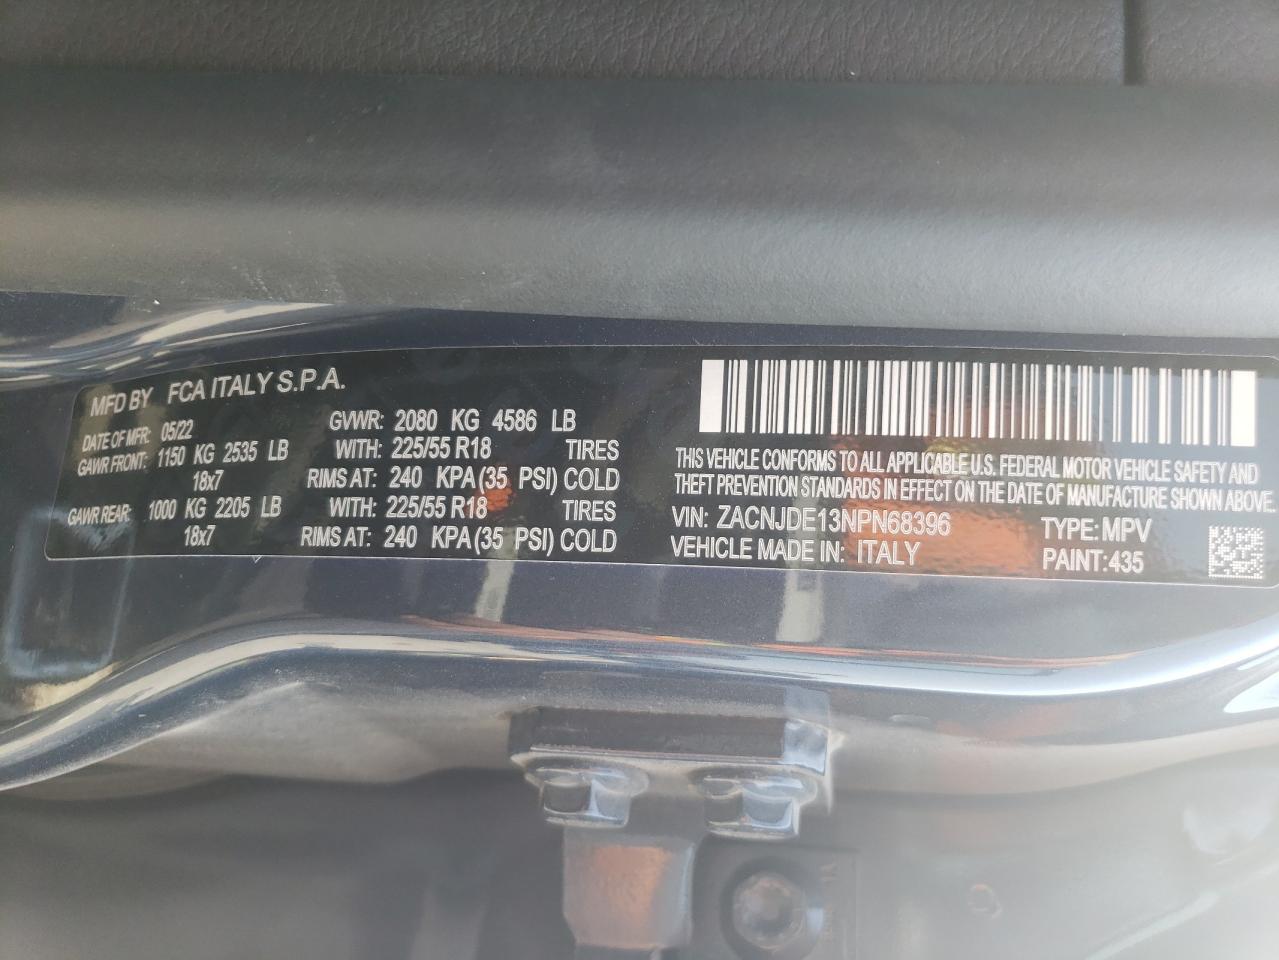 MFD BY FCA ITALY S.P.A.
DATE OF MFR: 05/22 GVWR: 2080 KG 4586 LB
GAWR FRONT: 1150 KG 2535 LB WITH: 225/55 R18 TIRES
18x7 RIMS AT: 240 KPA(35 PSI) COLD
GAWR REAR: 1000 KG 2205 LB WITH: 225/55 R18 TIRES
18x7 RIMS AT: 240 KPA(35 PSI) COLD
THIS VEHICLE CONFORMS TO ALL APPLICABLE U.S. FEDERAL MOTOR VEHICLE SAFETY AND
THEFT PREVENTION STANDARDS IN EFFECT ON THE DATE OF MANUFACTURE SHOWN ABOVE.
VIN: ZACNJDE13NPN68396 TYPE: MPV
VEHICLE MADE IN: ITALY PAINT: 435